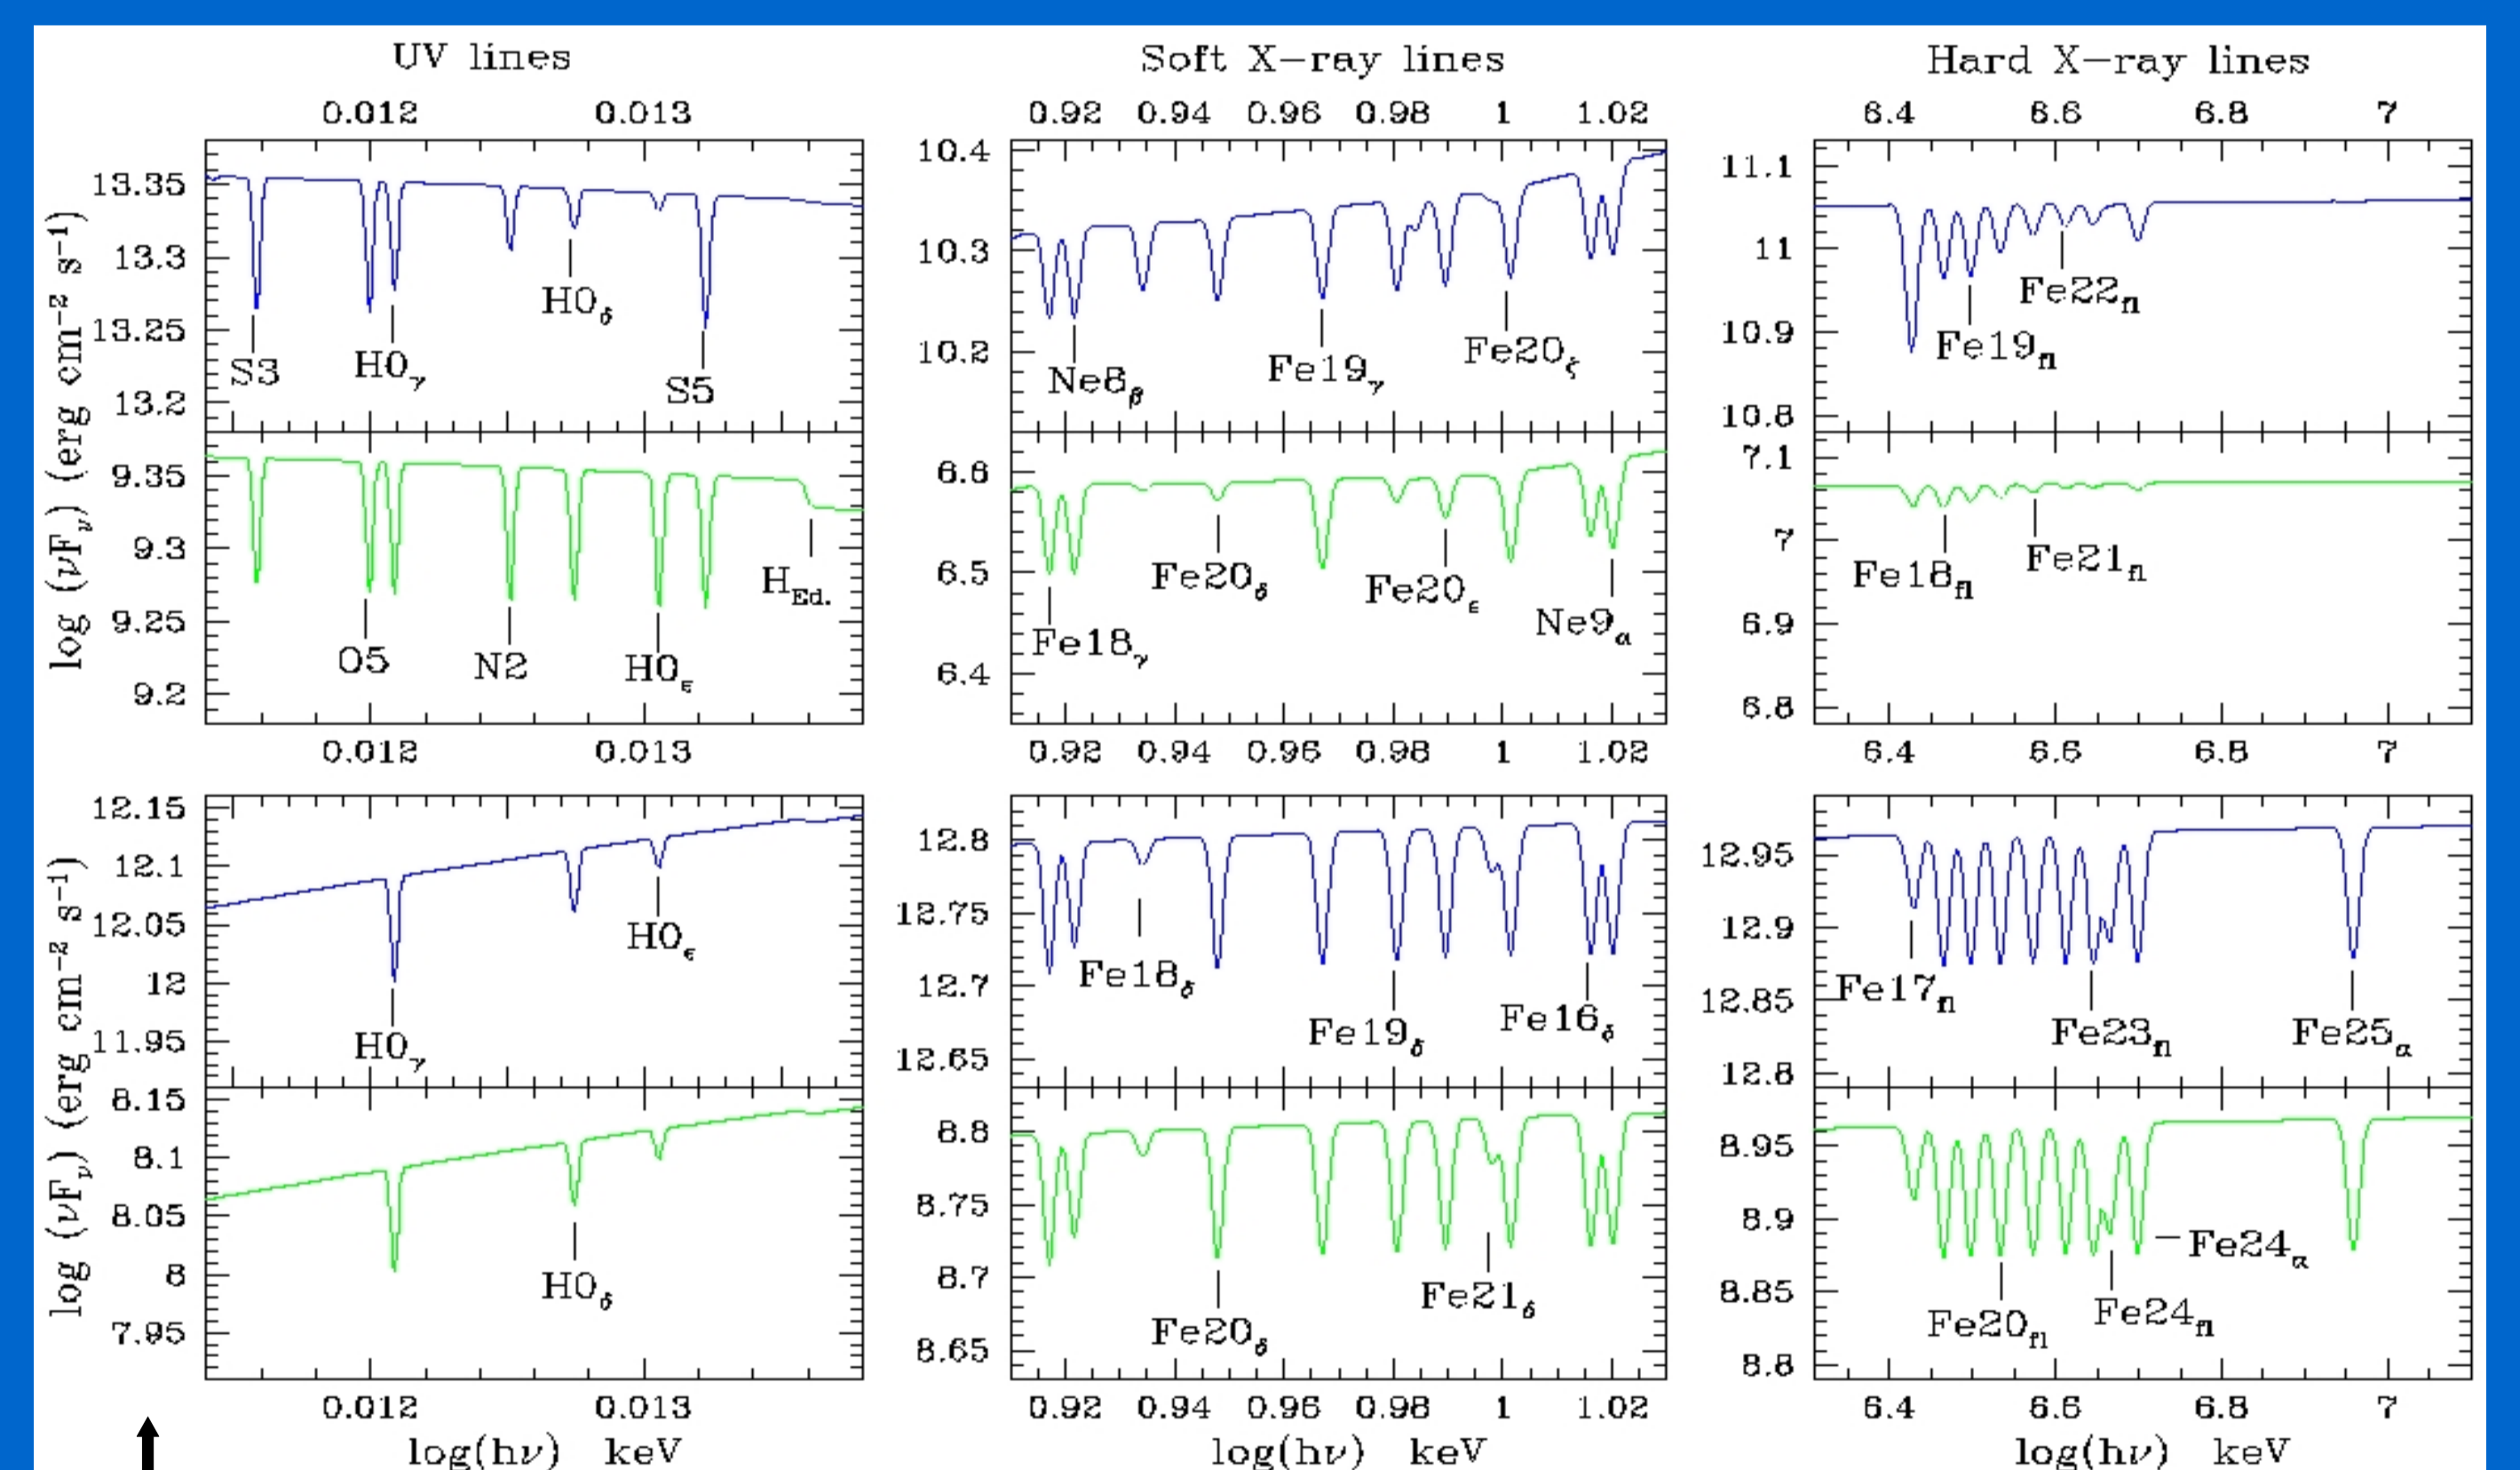 UV lines
Soft X-ray lines
Hard X-ray lines
0.012 0.013
0.92 0.94 0.96 0.98 1 1.02
6.4 6.6 6.8 7
log (νFν) (erg cm−2 s−1)
13.35
13.3
13.25
13.2
S3
HOγ
HOδ
S5
10.4
10.3
10.2
Ne8β
Fe19γ
Fe20ζ
11.1
11
10.9
10.8
Fe19fl
Fe22fl
9.35
9.3
9.25
9.2
O5
N2
HOε
HEd.
6.6
6.5
6.4
Fe18γ
Fe20δ
Fe20ε
Ne9α
7.1
7
6.9
6.8
Fe18fl
Fe21fl
0.012 0.013
0.92 0.94 0.96 0.98 1 1.02
6.4 6.6 6.8 7
log (νFν) (erg cm−2 s−1)
12.15
12.1
12.05
12
11.95
HOγ
HOε
12.8
12.75
12.7
12.65
Fe18δ
Fe19δ
Fe16δ
12.95
12.9
12.85
12.8
Fe17fl
Fe23fl
Fe25α
8.15
8.1
8.05
8
7.95
HOδ
8.8
8.75
8.7
8.65
Fe20δ
Fe21δ
8.95
8.9
8.85
8.8
Fe24α
Fe20fl
Fe24fl
0.012 0.013
0.92 0.94 0.96 0.98 1 1.02
6.4 6.6 6.8 7
log(hν) keV
log(hν) keV
log(hν) keV